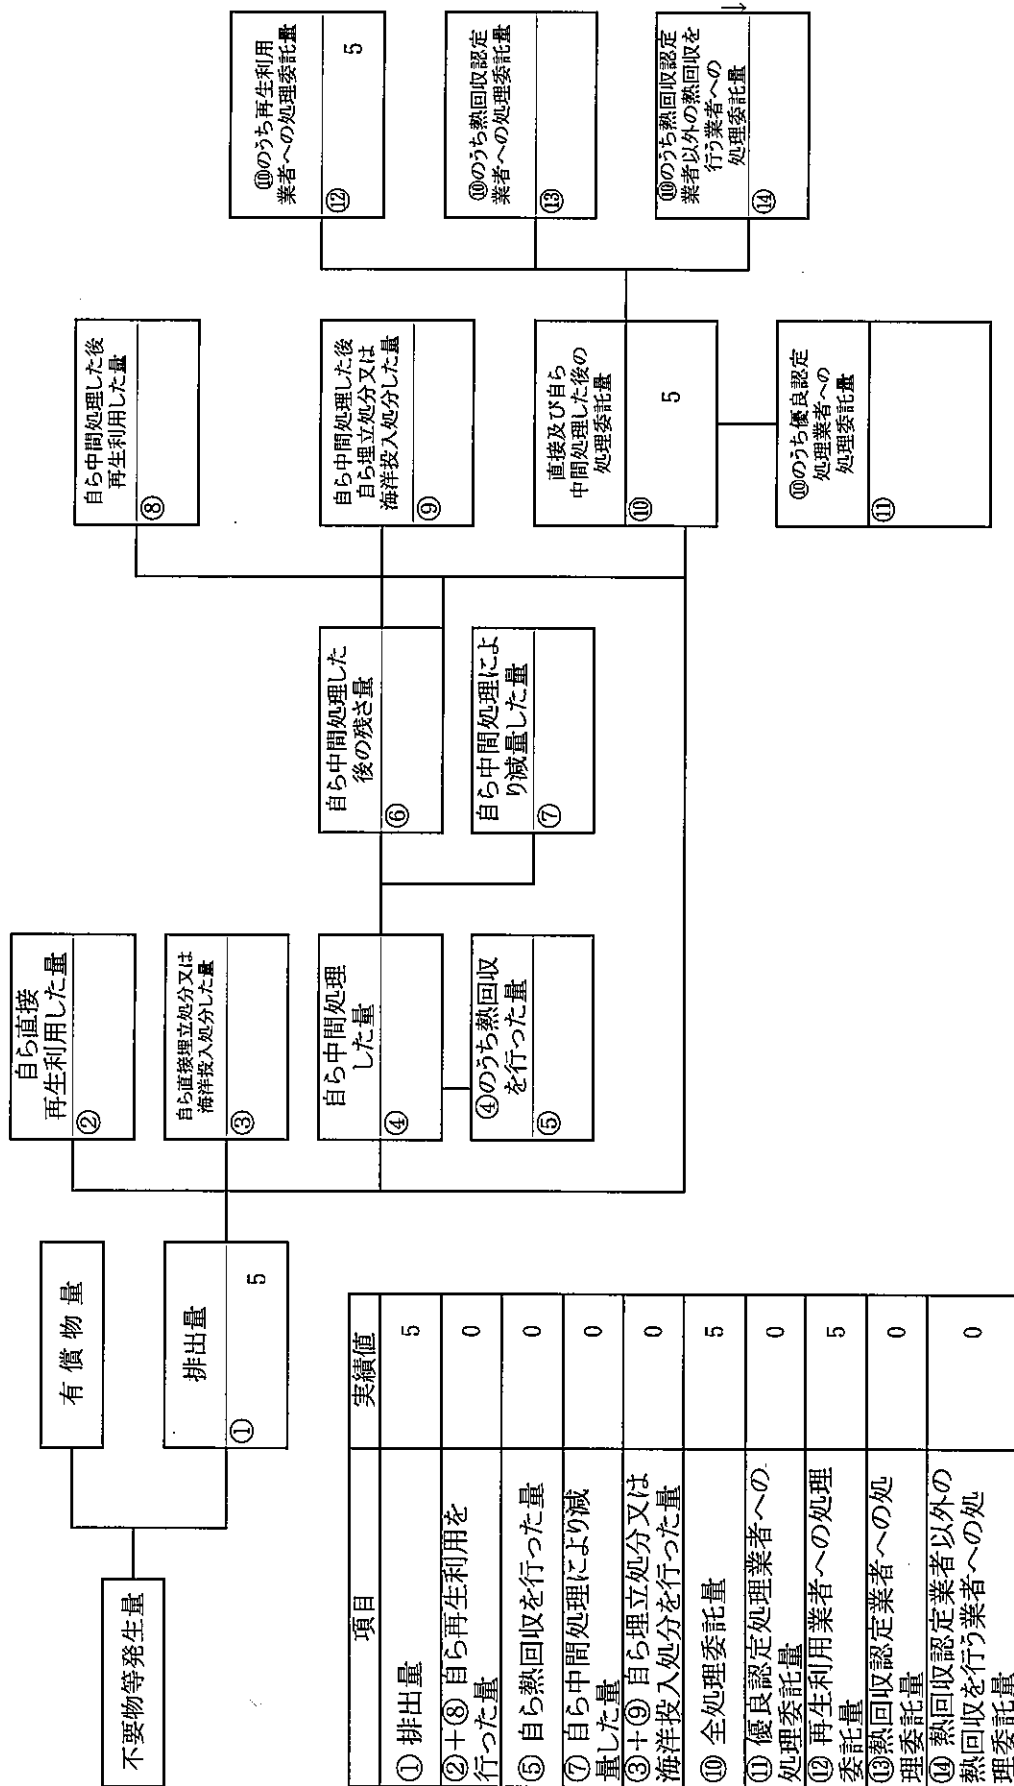 不要物等発生量
有償物量
排出量
①
5
自ら直接
再生利用した量
②
自ら直接埋立処分又は
海洋投入処分した量
③
自ら中間処理
した量
④
④のうち熱回収
を行った量
⑤
自ら中間処理した
後の残さ量
⑥
自ら中間処理によ
り減量した量
⑦
自ら中間処理した後
再生利用した量
⑧
自ら中間処理した後
自ら埋立処分又は
海洋投入処分した量
⑨
直接及び自ら
中間処理した後の
処理委託量
⑩
5
⑩のうち優良認定
処理業者への
処理委託量
⑪
⑩のうち再生利用
業者への処理委託量
⑫
5
⑩のうち熱回収認定
業者への処理委託量
⑬
⑩のうち熱回収認定
業者以外の熱回収を
行う業者への
処理委託量
⑭
項目 実績値
①排出量 5
②+⑧自ら再生利用を
行った量 0
⑤自ら熱回収を行った量 0
⑦自ら中間処理により減
量した量 0
③+⑨自ら埋立処分又は
海洋投入処分を行った量 0
⑩全処理委託量 5
⑪優良認定処理業者への
処理委託量 0
⑫再生利用業者への処理
委託量 5
⑬熱回収認定業者への処
理委託量 0
⑭熱回収認定業者以外の
熱回収を行う業者への処
理委託量 0